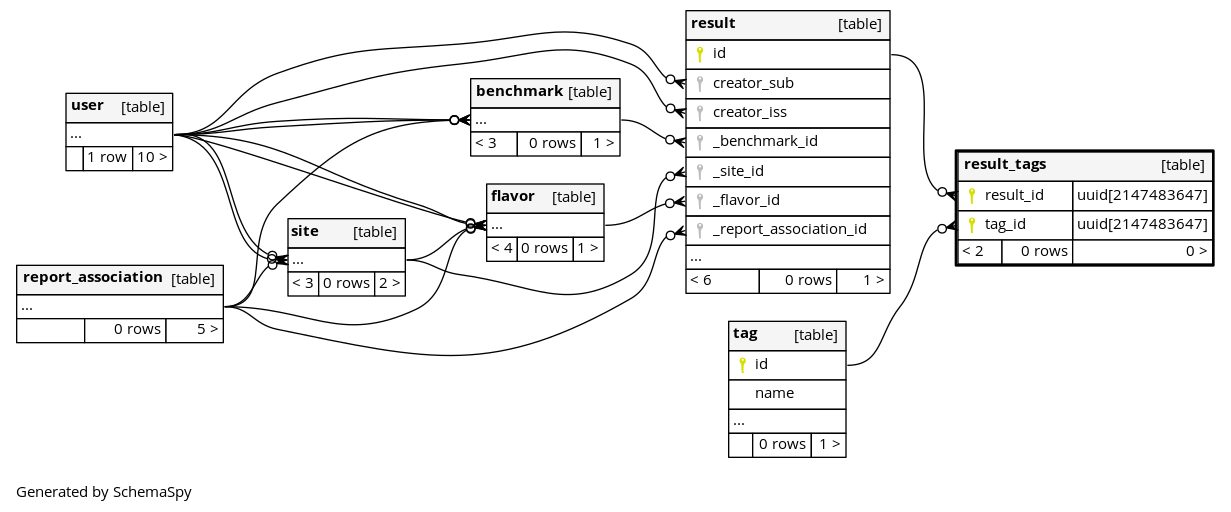 result [table]
id
creator_sub
creator_iss
_benchmark_id
_site_id
_flavor_id
_report_association_id
...
< 6 0 rows 1 >
benchmark [table]
...
< 3 0 rows 1 >
user [table]
...
1 row 10 >
result_tags [table]
result_id uuid[2147483647]
tag_id uuid[2147483647]
< 2 0 rows 0 >
flavor [table]
...
< 4 0 rows 1 >
site [table]
...
< 3 0 rows 2 >
report_association [table]
...
0 rows 5 >
tag [table]
id
name
...
0 rows 1 >
Generated by SchemaSpy